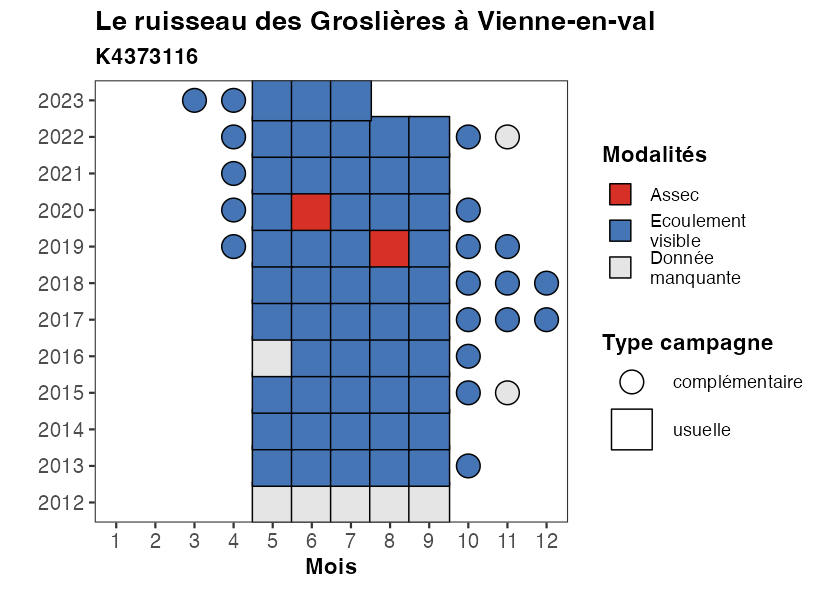 Le ruisseau des Groslières à Vienne-en-val
K4373116
2023
2022
2021
2020
2019
2018
2017
2016
2015
2014
2013
2012
1 2 3 4 5 6 7 8 9 10 11 12
Mois
Modalités
Assec
Ecoulement
visible
Donnée
manquante
Type campagne
complémentaire
usuelle